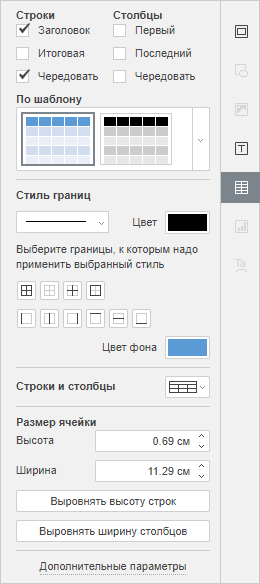 Строки Столбцы
Заголовок Первый
Итоговая Последний
Чередовать Чередовать
По шаблону
Стиль границ
Цвет
Выберите границы, к которым надо
применить выбранный стиль
Цвет фона
Строки и столбцы
Размер ячейки
Высота 0.69 см
Ширина 11.29 см
Выровнять высоту строк
Выровнять ширину столбцов
Дополнительные параметры
T
Ta